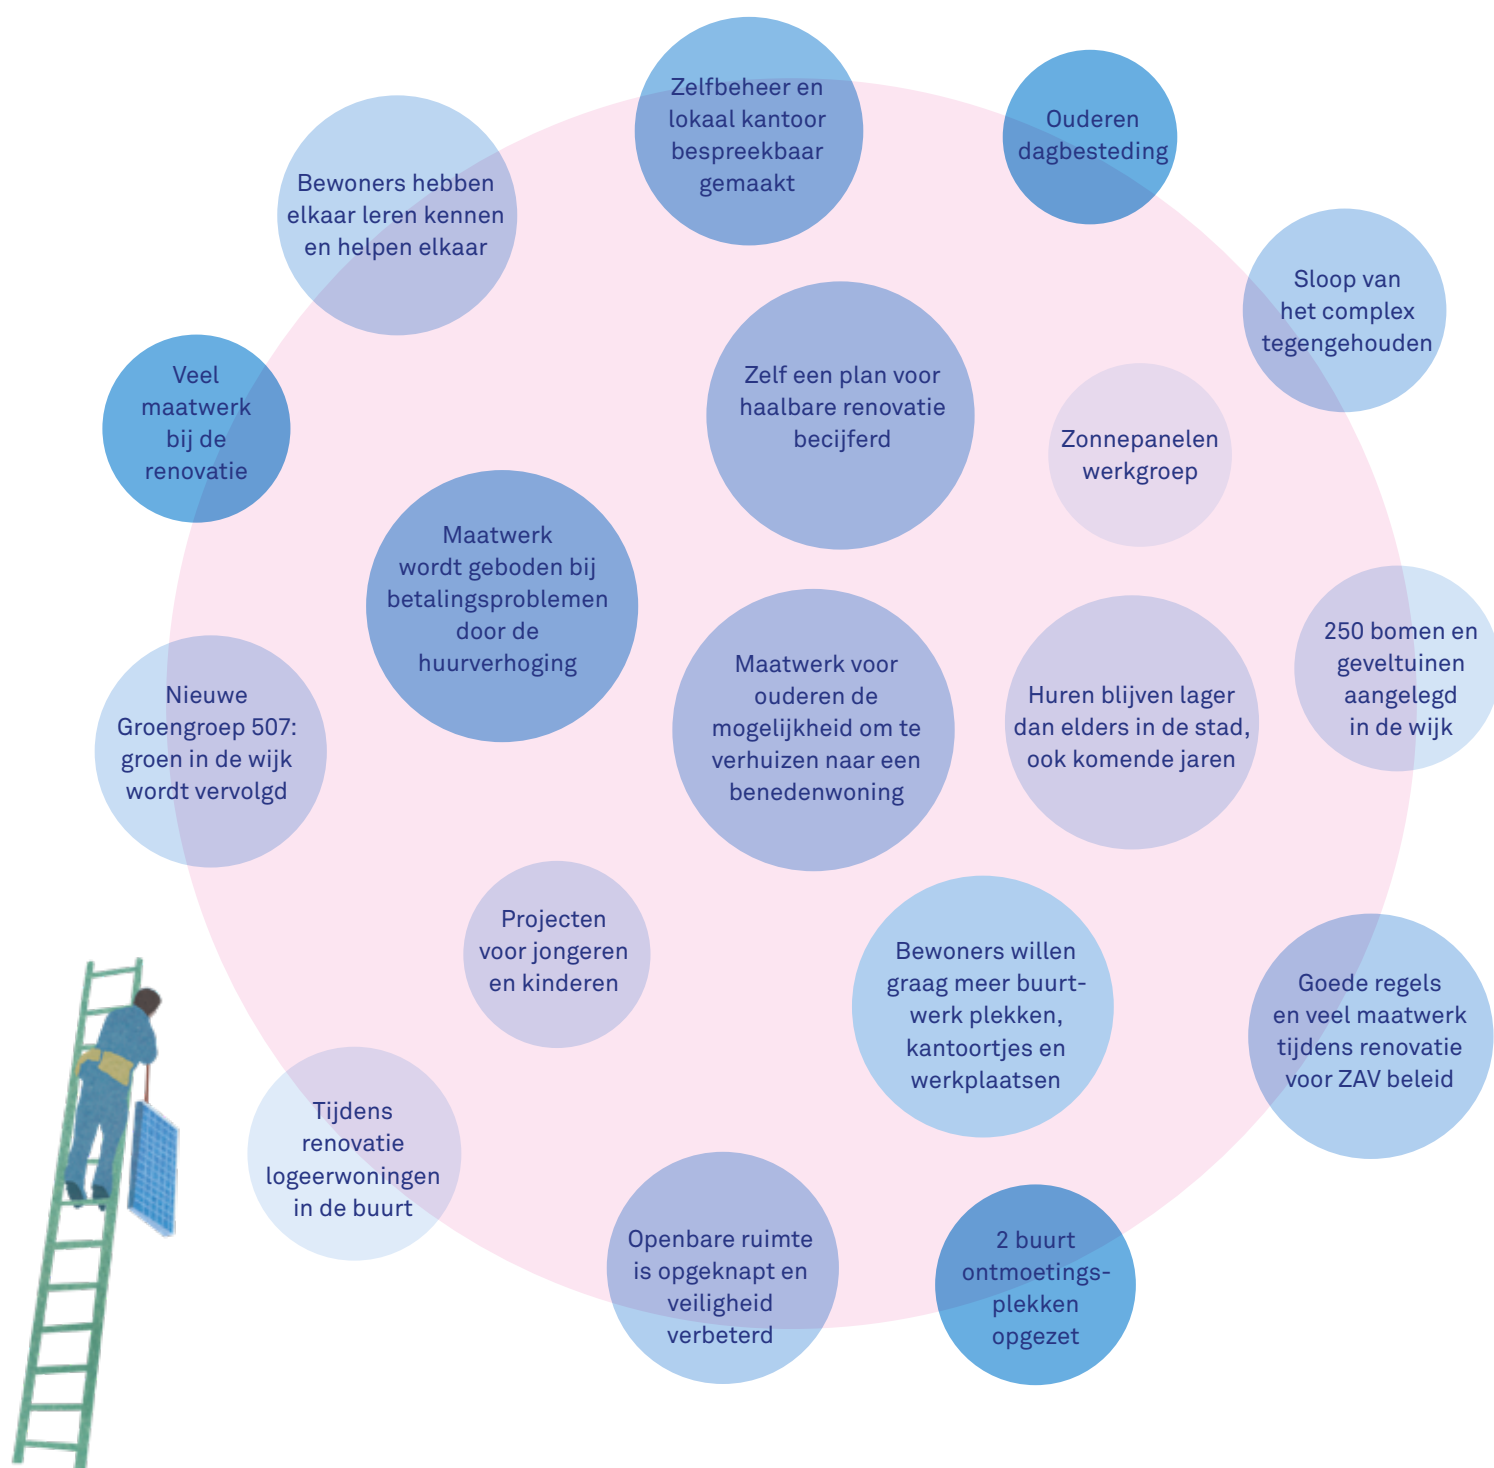 Zelfbeheer en
lokaal kantoor
bespreekbaar
gemaakt
Ouderen
dagbesteding
Bewoners hebben
elkaar leren kennen
en helpen elkaar
Sloop van
het complex
tegengehouden
Veel
maatwerk
bij de
renovatie
Zelf een plan voor
haalbare renovatie
becijferd
Zonnepanelen
werkgroep
Maatwerk
wordt geboden bij
betalingsproblemen
door de
huurverhoging
Nieuwe
Groengroep 507:
groen in de wijk
wordt vervolgd
Maatwerk voor
ouderen de
mogelijkheid om te
verhuizen naar een
benedenwoning
Huren blijven lager
dan elders in de stad,
ook komende jaren
250 bomen en
geveltuinen
aangelegd
in de wijk
Projecten
voor jongeren
en kinderen
Bewoners willen
graag meer buurt-
werk plekken,
kantoortjes en
werkplaatsen
Goede regels
en veel maatwerk
tijdens renovatie
voor ZAV beleid
Tijdens
renovatie
logeerwoningen
in de buurt
Openbare ruimte
is opgeknapt en
veiligheid
verbeterd
2 buurt
ontmoetings-
plekken
opgezet